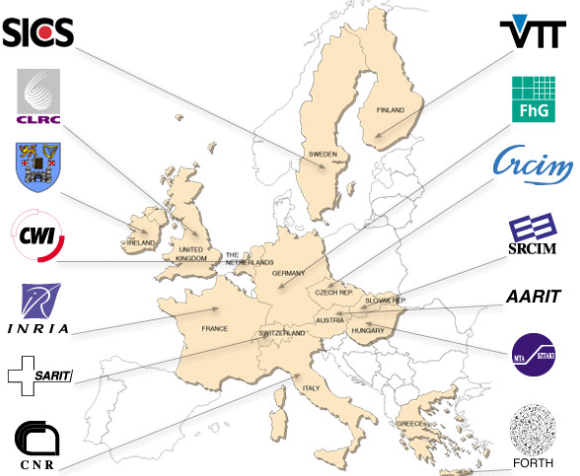 SICS
VTT
CLRC
FhG
FINLAND
Crcim
SWEDEN
CWI
IRELAND
UNITED
KINGDOM
THE
NETHERLANDS
SRCIM
GERMANY
CZECH REP.
SLOVAK REP.
AARIT
INRIA
FRANCE
AUSTRIA
SWITZERLAND
HUNGARY
MTA SZTAKI
SARIT
ITALY
CNR
GREECE
FORTH